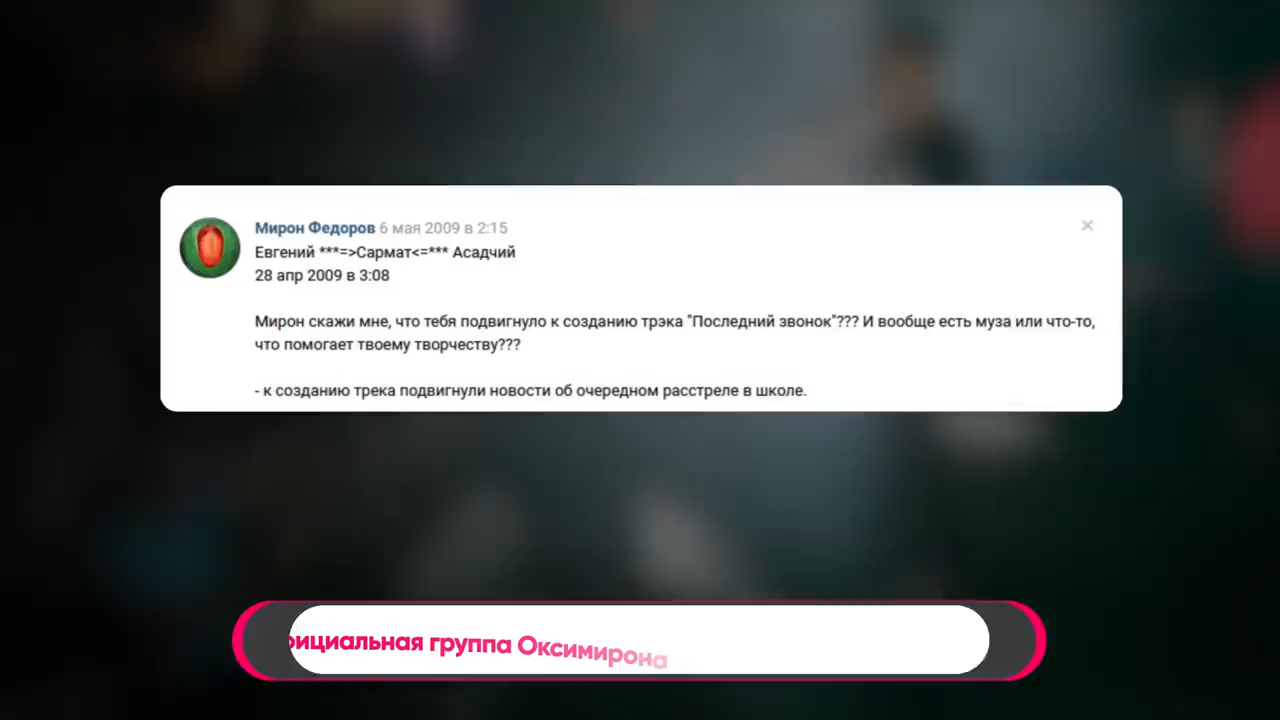 Мирон Федоров 6 мая 2009 в 2:15
Евгений ***=>Сармат<=*** Асадчий
28 апр 2009 в 3:08
Мирон скажи мне, что тебя подвигнуло к созданию трэка "Последний звонок"??? И вообще есть муза или что-то,
что помогает твоему творчеству???
- к созданию трека подвигнули новости об очередном расстреле в школе.
группа Оксимирона